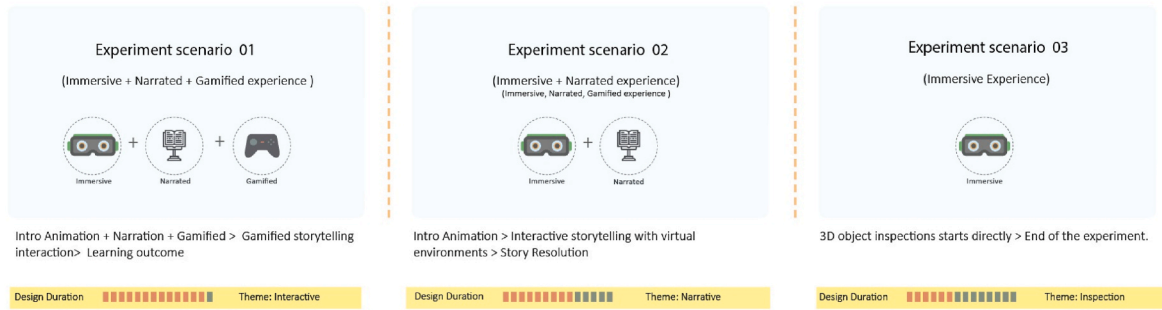 Experiment scenario 01
(Immersive + Narrated + Gamified experience )
+
+
Immersive
Narrated
Gamified
Intro Animation + Narration + Gamified > Gamified storytelling
interaction> Learning outcome
Design Duration
Theme: Interactive
Experiment scenario 02
(Immersive + Narrated experience)
(Immersive, Narrated, Gamified experience )
+
Immersive
Narrated
Intro Animation > Interactive storytelling with virtual
environments > Story Resolution
Design Duration
Theme: Narrative
Experiment scenario 03
(Immersive Experience)
Immersive
3D object inspections starts directly > End of the experiment.
Design Duration
Theme: Inspection